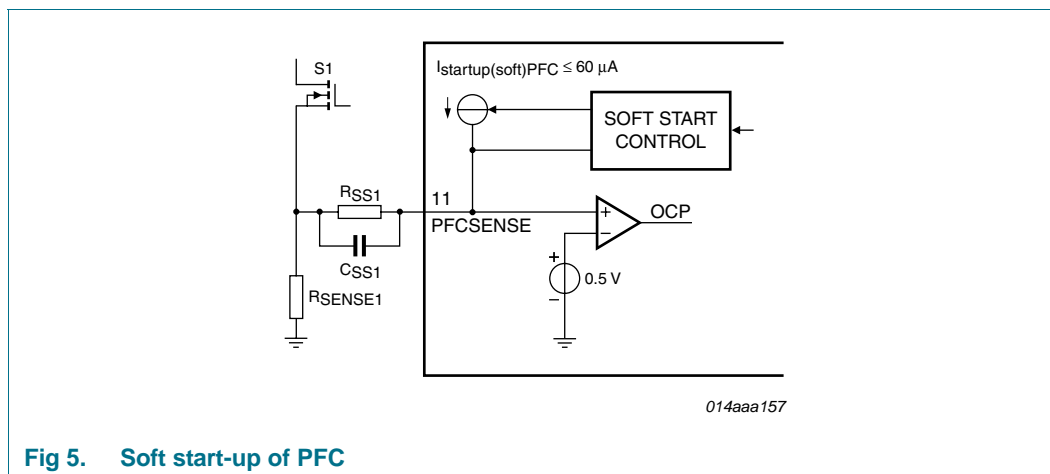 S1
Istartup(soft)PFC ≤ 60 μA
SOFT START
CONTROL
RSS1
11
PFCSENSE
CSS1
RSENSE1
+
−
OCP
+
−
0.5 V
014aaa157
Fig 5. Soft start-up of PFC